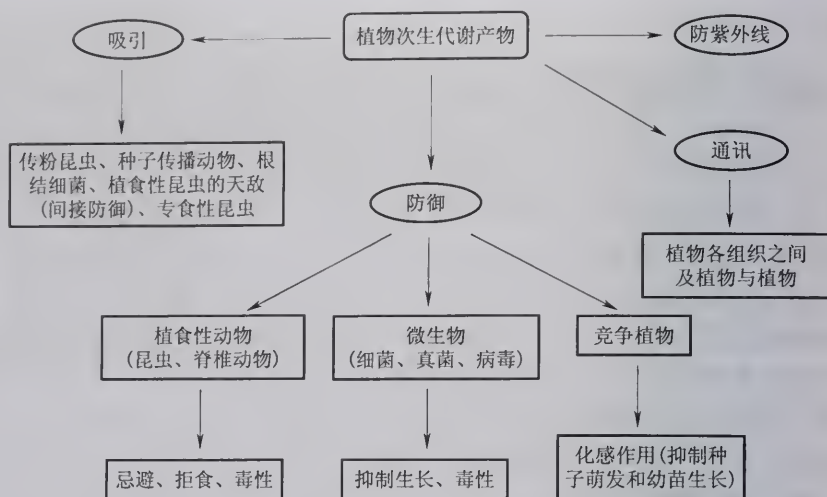 吸引
植物次生代谢产物
防紫外线
传粉昆虫、种子传播动物、根
结细菌、植食性昆虫的天敌
(间接防御)、专食性昆虫
通讯
防御
植物各组织之间
及植物与植物
植食性动物
(昆虫、脊椎动物)
微生物
(细菌、真菌、病毒)
竞争植物
忌避、拒食、毒性
抑制生长、毒性
化感作用(抑制种
子萌发和幼苗生长)